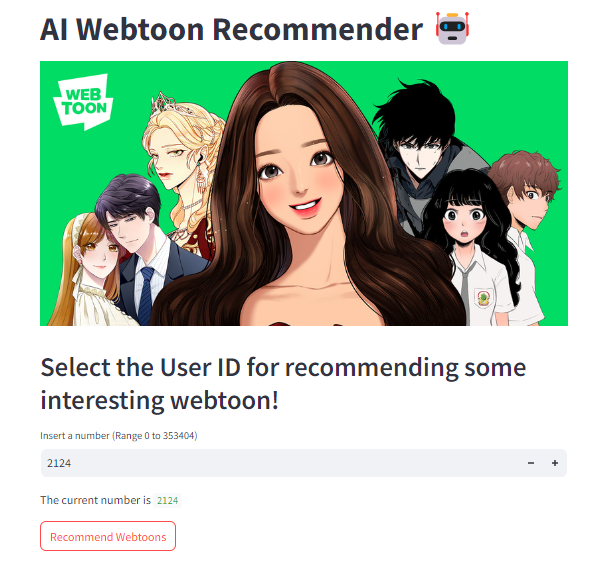 AI Webtoon Recommender
WEB
TOON
Select the User ID for recommending some
interesting webtoon!
Insert a number (Range 0 to 353404)
2124
The current number is 2124
Recommend Webtoons